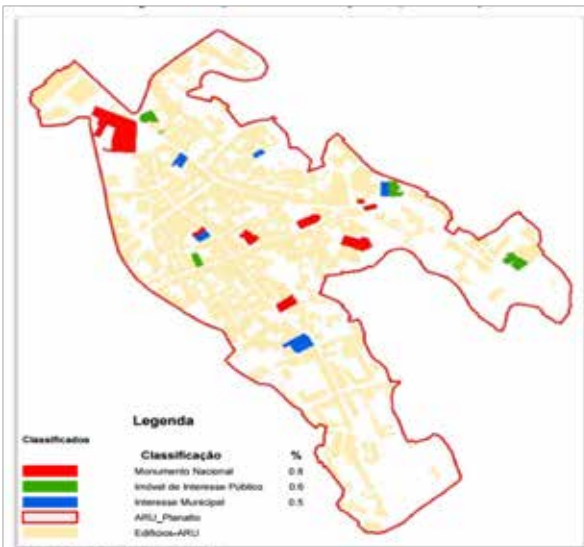 Legenda
Classificados
Classificação %
Monumento Nacional 0.8
Imóvel de Interesse Público 0.6
Interesse Municipal 0.5
ARU_Planalto
Edifícios-ARU